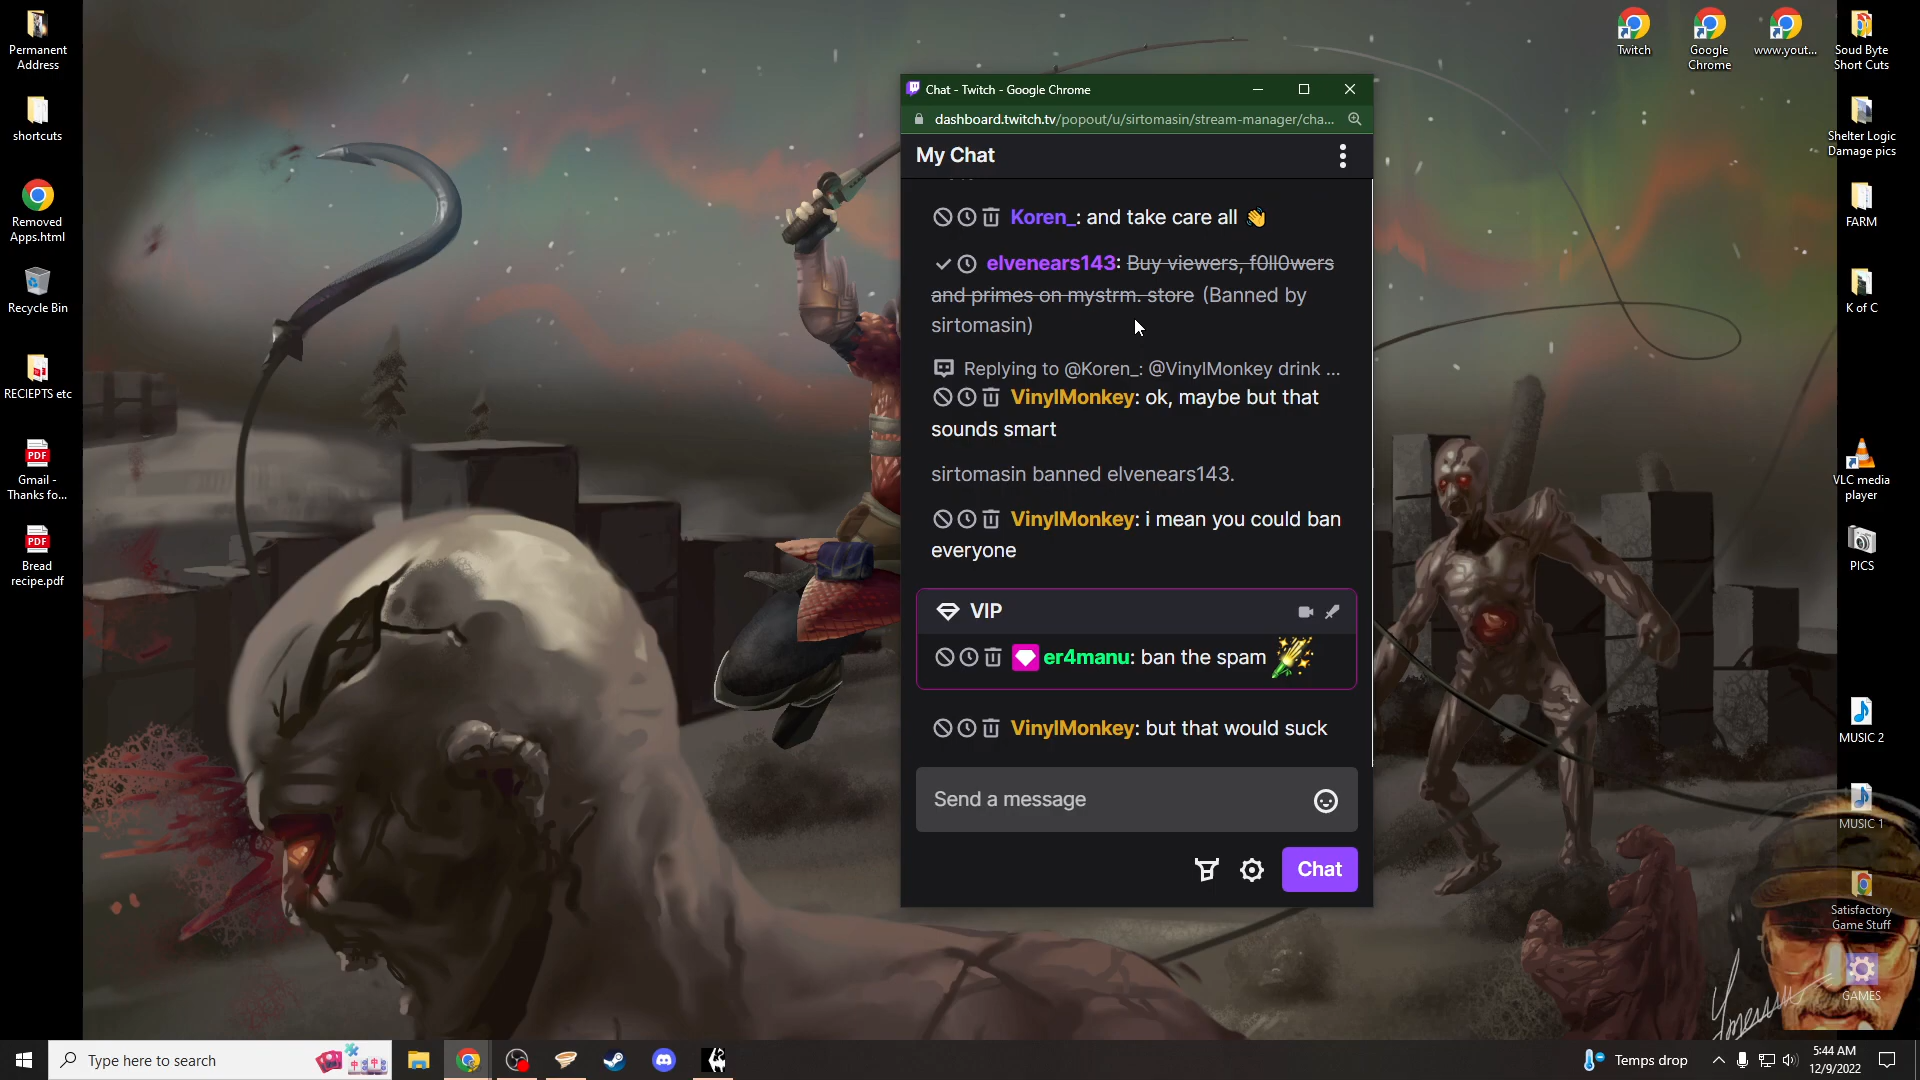 Permanent
Address
shortcuts
Removed
Apps.html
Recycle Bin
RECIEPTS etc
PDF
Gmail -
Thanks fo...
PDF
Bread
recipe.pdf
Chat - Twitch - Google Chrome
dashboard.twitch.tv/popout/u/sirtomasin/stream-manager/cha...
My Chat
Koren_: and take care all 👋
elvenears143: Buy viewers, f0ll0wers
and primes on mystrm. store (Banned by
sirtomasin)
Replying to @Koren_: @VinylMonkey drink ...
VinylMonkey: ok, maybe but that
sounds smart
sirtomasin banned elvenears143.
VinylMonkey: i mean you could ban
everyone
VIP
er4manu: ban the spam
VinylMonkey: but that would suck
Send a message
Chat
Twitch
Google
Chrome
www.yout...
Soud Byte
Short Cuts
Shelter Logic
Damage pics
FARM
K of C
VLC media
player
PICS
MUSIC 2
MUSIC 1
Satisfactory
Game Stuff
GAMES
Type here to search
Temps drop
5:44 AM
12/9/2022